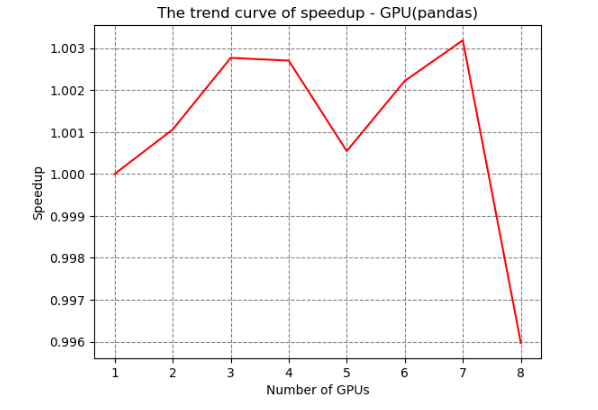 The trend curve of speedup - GPU(pandas)
1.003
1.002
1.001
1.000
0.999
0.998
0.997
0.996
Speedup
1 2 3 4 5 6 7 8
Number of GPUs